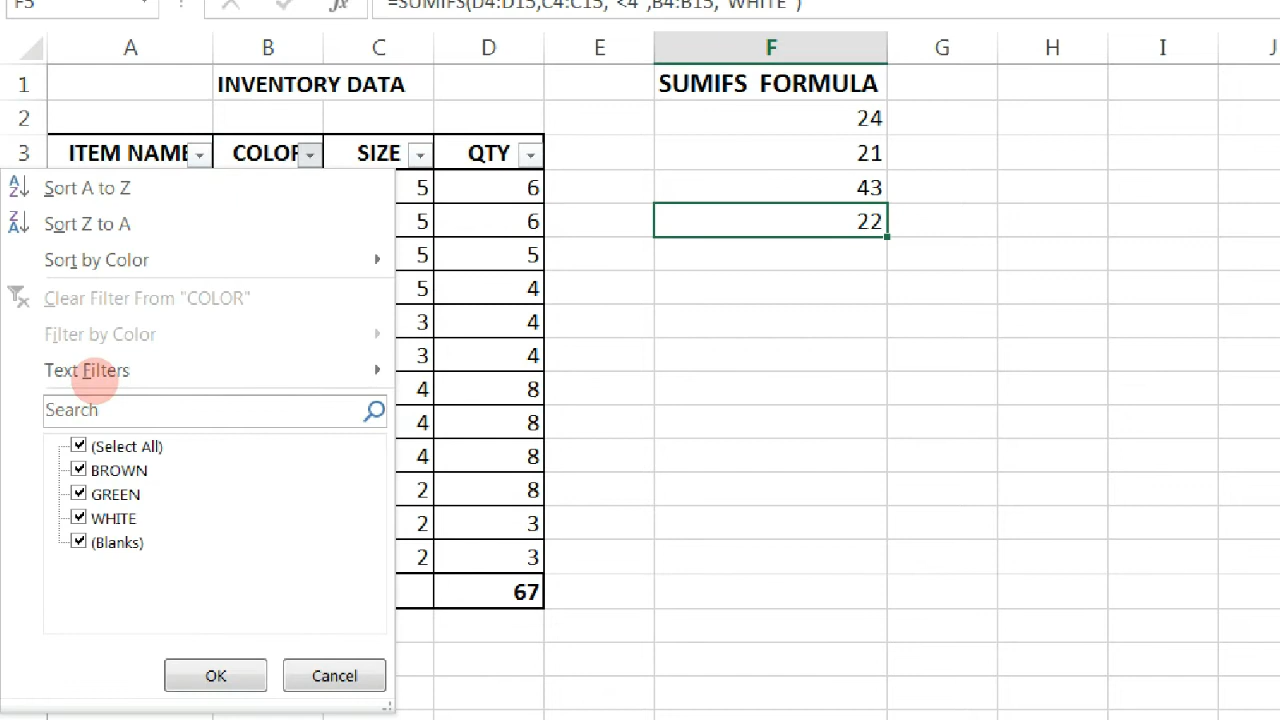 F5 fx =SUMIFS(D4:D15,C4:C15,"<4",B4:B15,"WHITE")
A B C D E F G H I J
1 INVENTORY DATA SUMIFS FORMULA
2 24
3 ITEM NAME COLOR SIZE QTY 21
Sort A to Z 5 6 43
Sort Z to A 5 6 22
Sort by Color 5 5
Clear Filter From "COLOR" 5 4
Filter by Color 3 4
Text Filters 3 4
Search 4 8
(Select All) 4 8
BROWN 4 8
GREEN 2 8
WHITE 2 3
(Blanks) 2 3
67
OK Cancel